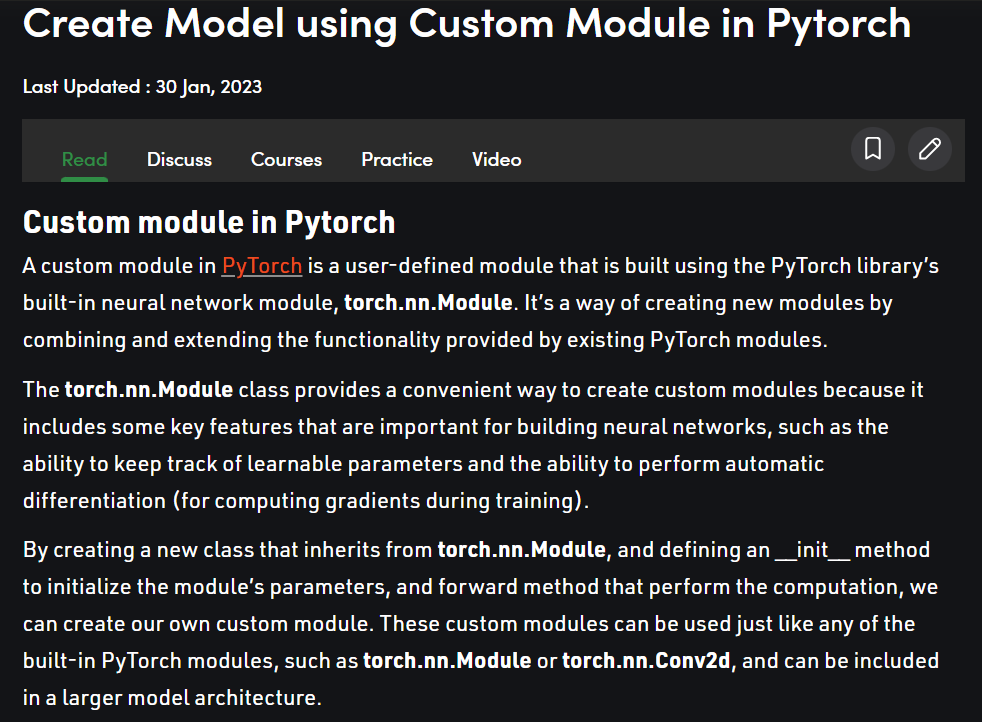 Create Model using Custom Module in Pytorch
Last Updated : 30 Jan, 2023
Read Discuss Courses Practice Video
Custom module in Pytorch
A custom module in PyTorch is a user-defined module that is built using the PyTorch library’s
built-in neural network module, torch.nn.Module. It’s a way of creating new modules by
combining and extending the functionality provided by existing PyTorch modules.
The torch.nn.Module class provides a convenient way to create custom modules because it
includes some key features that are important for building neural networks, such as the
ability to keep track of learnable parameters and the ability to perform automatic
differentiation (for computing gradients during training).
By creating a new class that inherits from torch.nn.Module, and defining an __init__ method
to initialize the module’s parameters, and forward method that perform the computation, we
can create our own custom module. These custom modules can be used just like any of the
built-in PyTorch modules, such as torch.nn.Module or torch.nn.Conv2d, and can be included
in a larger model architecture.